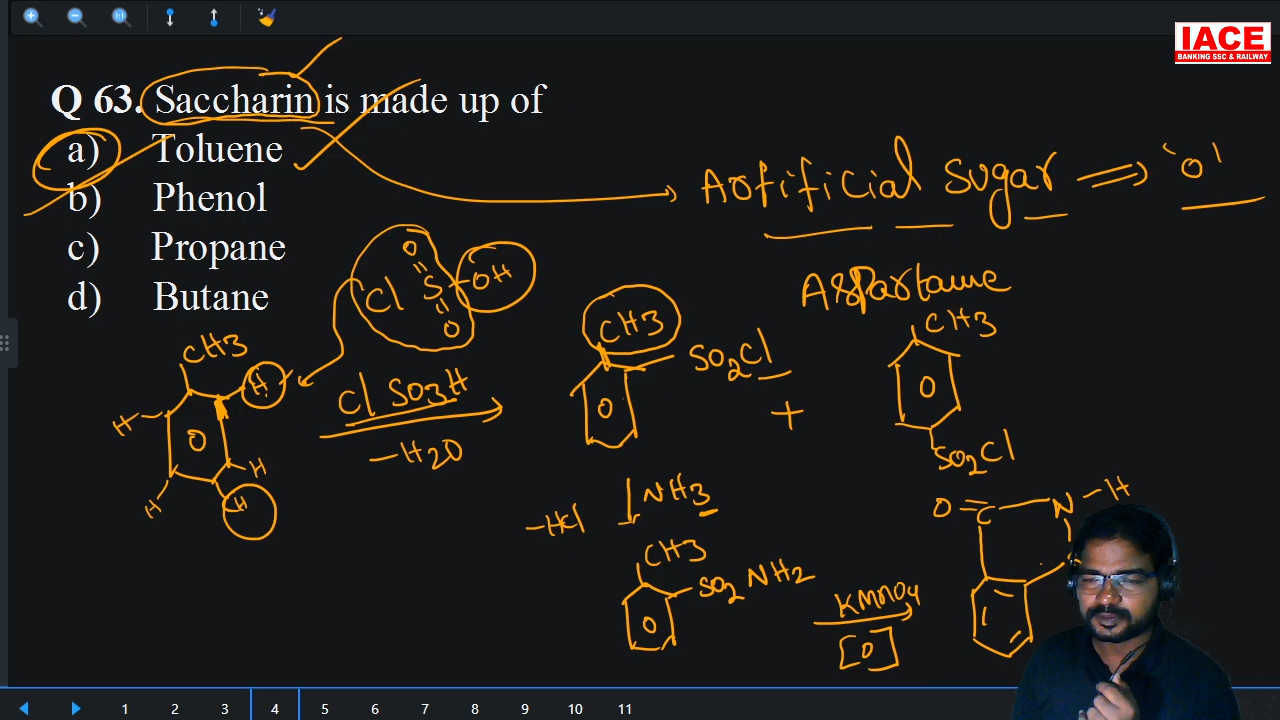 IACE
BANKING SSC & RAILWAY
Q 63. Saccharin is made up of
a) Toluene
b) Phenol
c) Propane
d) Butane
Artificial sugar ⇒ 'o'
Aspartame
O
Cl S OH
O
CH3
H
H
O
H
H
H
Cl SO3H
-H2O
CH3
SO2Cl
O
+
CH3
O
SO2Cl
-HCl
NH3
CH3
SO2NH2
O
KMnO4
[O]
O = C N-H
1 2 3 4 5 6 7 8 9 10 11